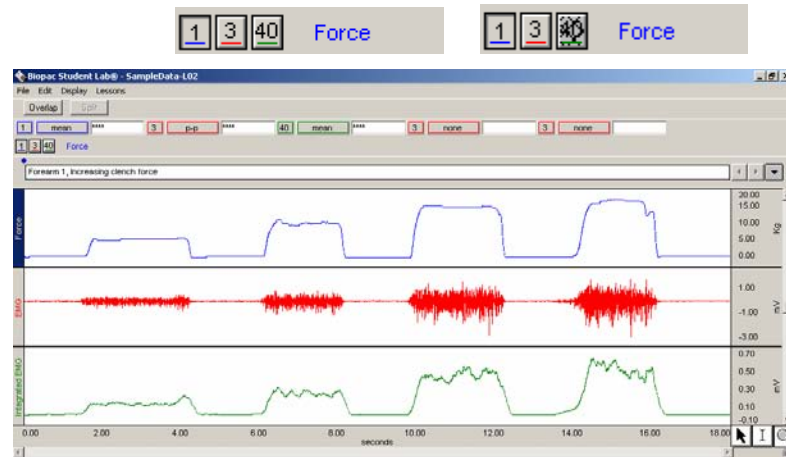 1 3 40 Force
1 3 40 Force
Biopac Student Lab® - SampleData-L02
File Edit Display Lessons
Overlap Split
1 mean **** 3 p-p **** 40 mean **** 3 none 3 none
1 3 40 Force
Forearm 1, Increasing clench force
Force
20.00
15.00
10.00
5.00
0.00
Kg
EMG
1.00
-1.00
-3.00
mV
Integrated EMG
0.70
0.50
0.30
0.10
-0.10
mV
0.00 2.00 4.00 6.00 8.00 10.00 12.00 14.00 16.00 18.00
seconds